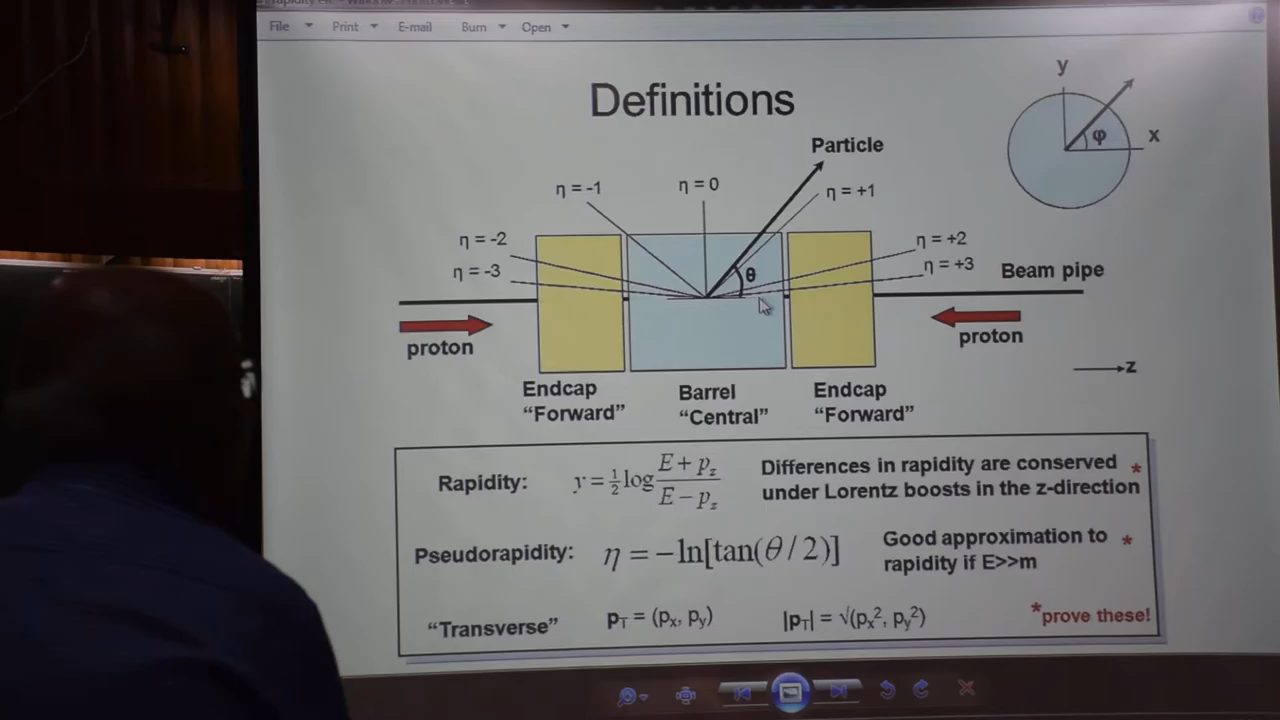 File Print E-mail Burn Open
Definitions
y
x
φ
Particle
η = -1
η = 0
η = +1
η = -2
η = +2
η = -3
η = +3
θ
Beam pipe
proton
proton
z
Endcap
"Forward"
Barrel
"Central"
Endcap
"Forward"
Rapidity: y = ½ log (E + p_z)/(E − p_z)
Differences in rapidity are conserved *
under Lorentz boosts in the z-direction
Pseudorapidity: η = −ln[tan(θ / 2)]
Good approximation to *
rapidity if E>>m
"Transverse" p_T = (p_x, p_y) |p_T| = √(p_x², p_y²)
*prove these!